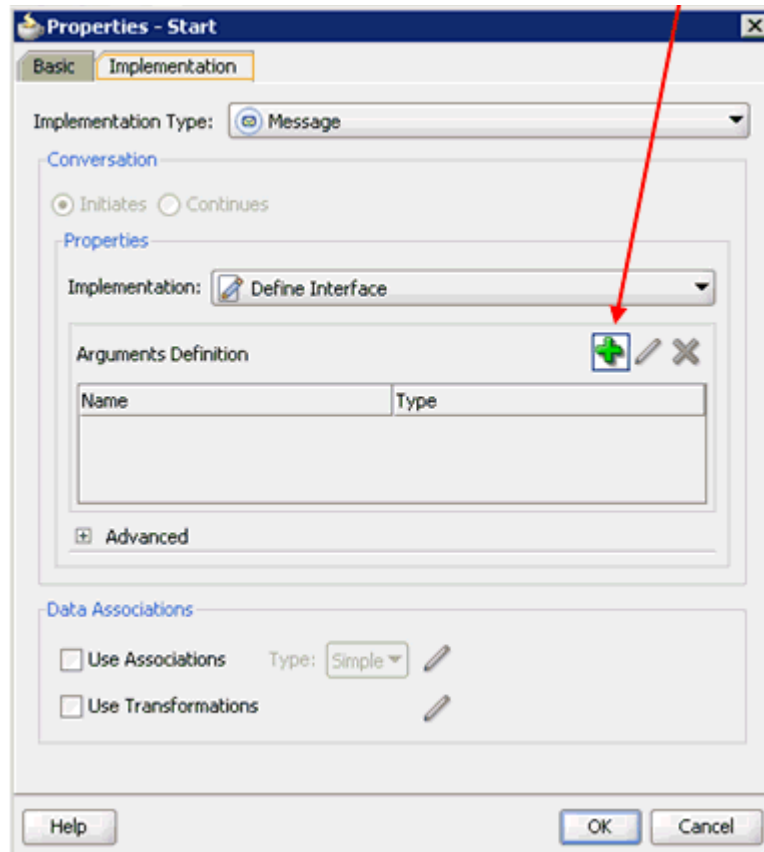 Properties - Start
Basic Implementation
Implementation Type: Message
Conversation
Initiates Continues
Properties
Implementation: Define Interface
Arguments Definition
Name Type
Advanced
Data Associations
Use Associations Type: Simple
Use Transformations
Help OK Cancel